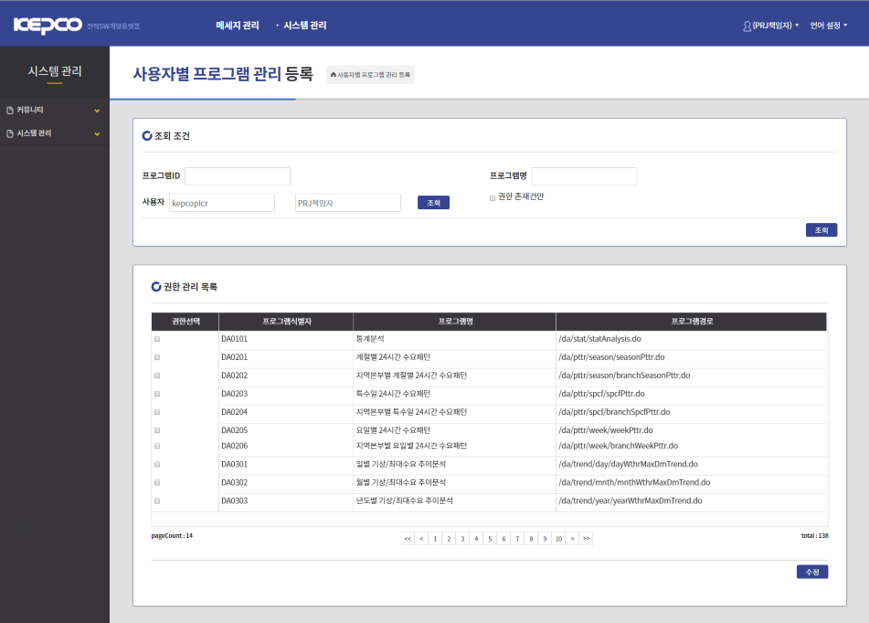 KEPCO 전력SW개발플랫폼 메세지 관리 · 시스템 관리 (PRJ책임자) 언어 설정
시스템 관리
커뮤니티
시스템 관리
사용자별 프로그램 관리 등록 사용자별 프로그램 관리 등록
조회 조건
프로그램ID 프로그램명
사용자 kepcopicr PRJ책임자 조회 권한 존재건만
조회
권한 관리 목록
권한선택 프로그램식별자 프로그램명 프로그램경로
DA0101 통계분석 /da/stat/statAnalysis.do
DA0201 계절별 24시간 수요패턴 /da/pttr/season/seasonPttr.do
DA0202 지역본부별 계절별 24시간 수요패턴 /da/pttr/season/branchSeasonPttr.do
DA0203 특수일 24시간 수요패턴 /da/pttr/spcf/spcfPttr.do
DA0204 지역본부별 특수일 24시간 수요패턴 /da/pttr/spcf/branchSpcfPttr.do
DA0205 요일별 24시간 수요패턴 /da/pttr/week/weekPttr.do
DA0206 지역본부별 요일별 24시간 수요패턴 /da/pttr/week/branchWeekPttr.do
DA0301 일별 기상/최대수요 추이분석 /da/trend/day/dayWthrMaxDmTrend.do
DA0302 월별 기상/최대수요 추이분석 /da/trend/mnth/mnthWthrMaxDmTrend.do
DA0303 년도별 기상/최대수요 추이분석 /da/trend/year/yearWthrMaxDmTrend.do
pageCount : 14 << < 1 2 3 4 5 6 7 8 9 10 > >> total : 138
수정